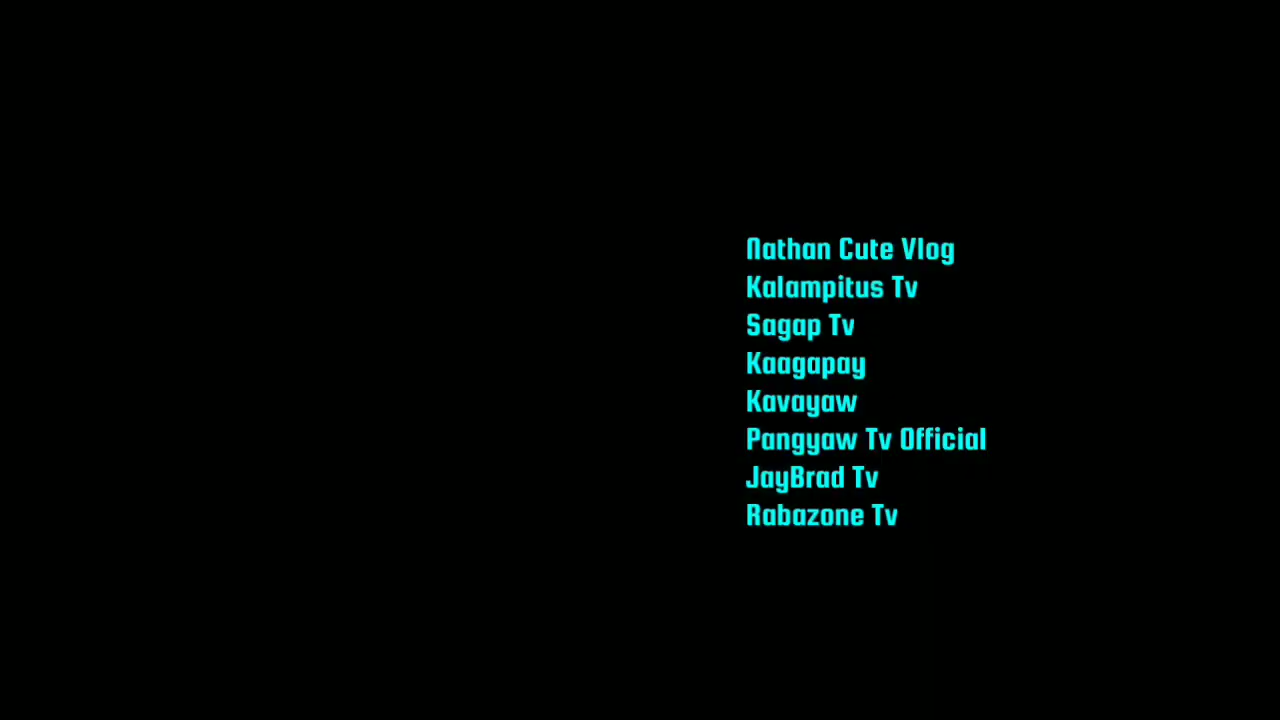 Nathan Cute Vlog
Kalampitus Tv
Sagap Tv
Kaagapay
Kavayaw
Pangyaw Tv Official
JayBrad Tv
Rabazone Tv